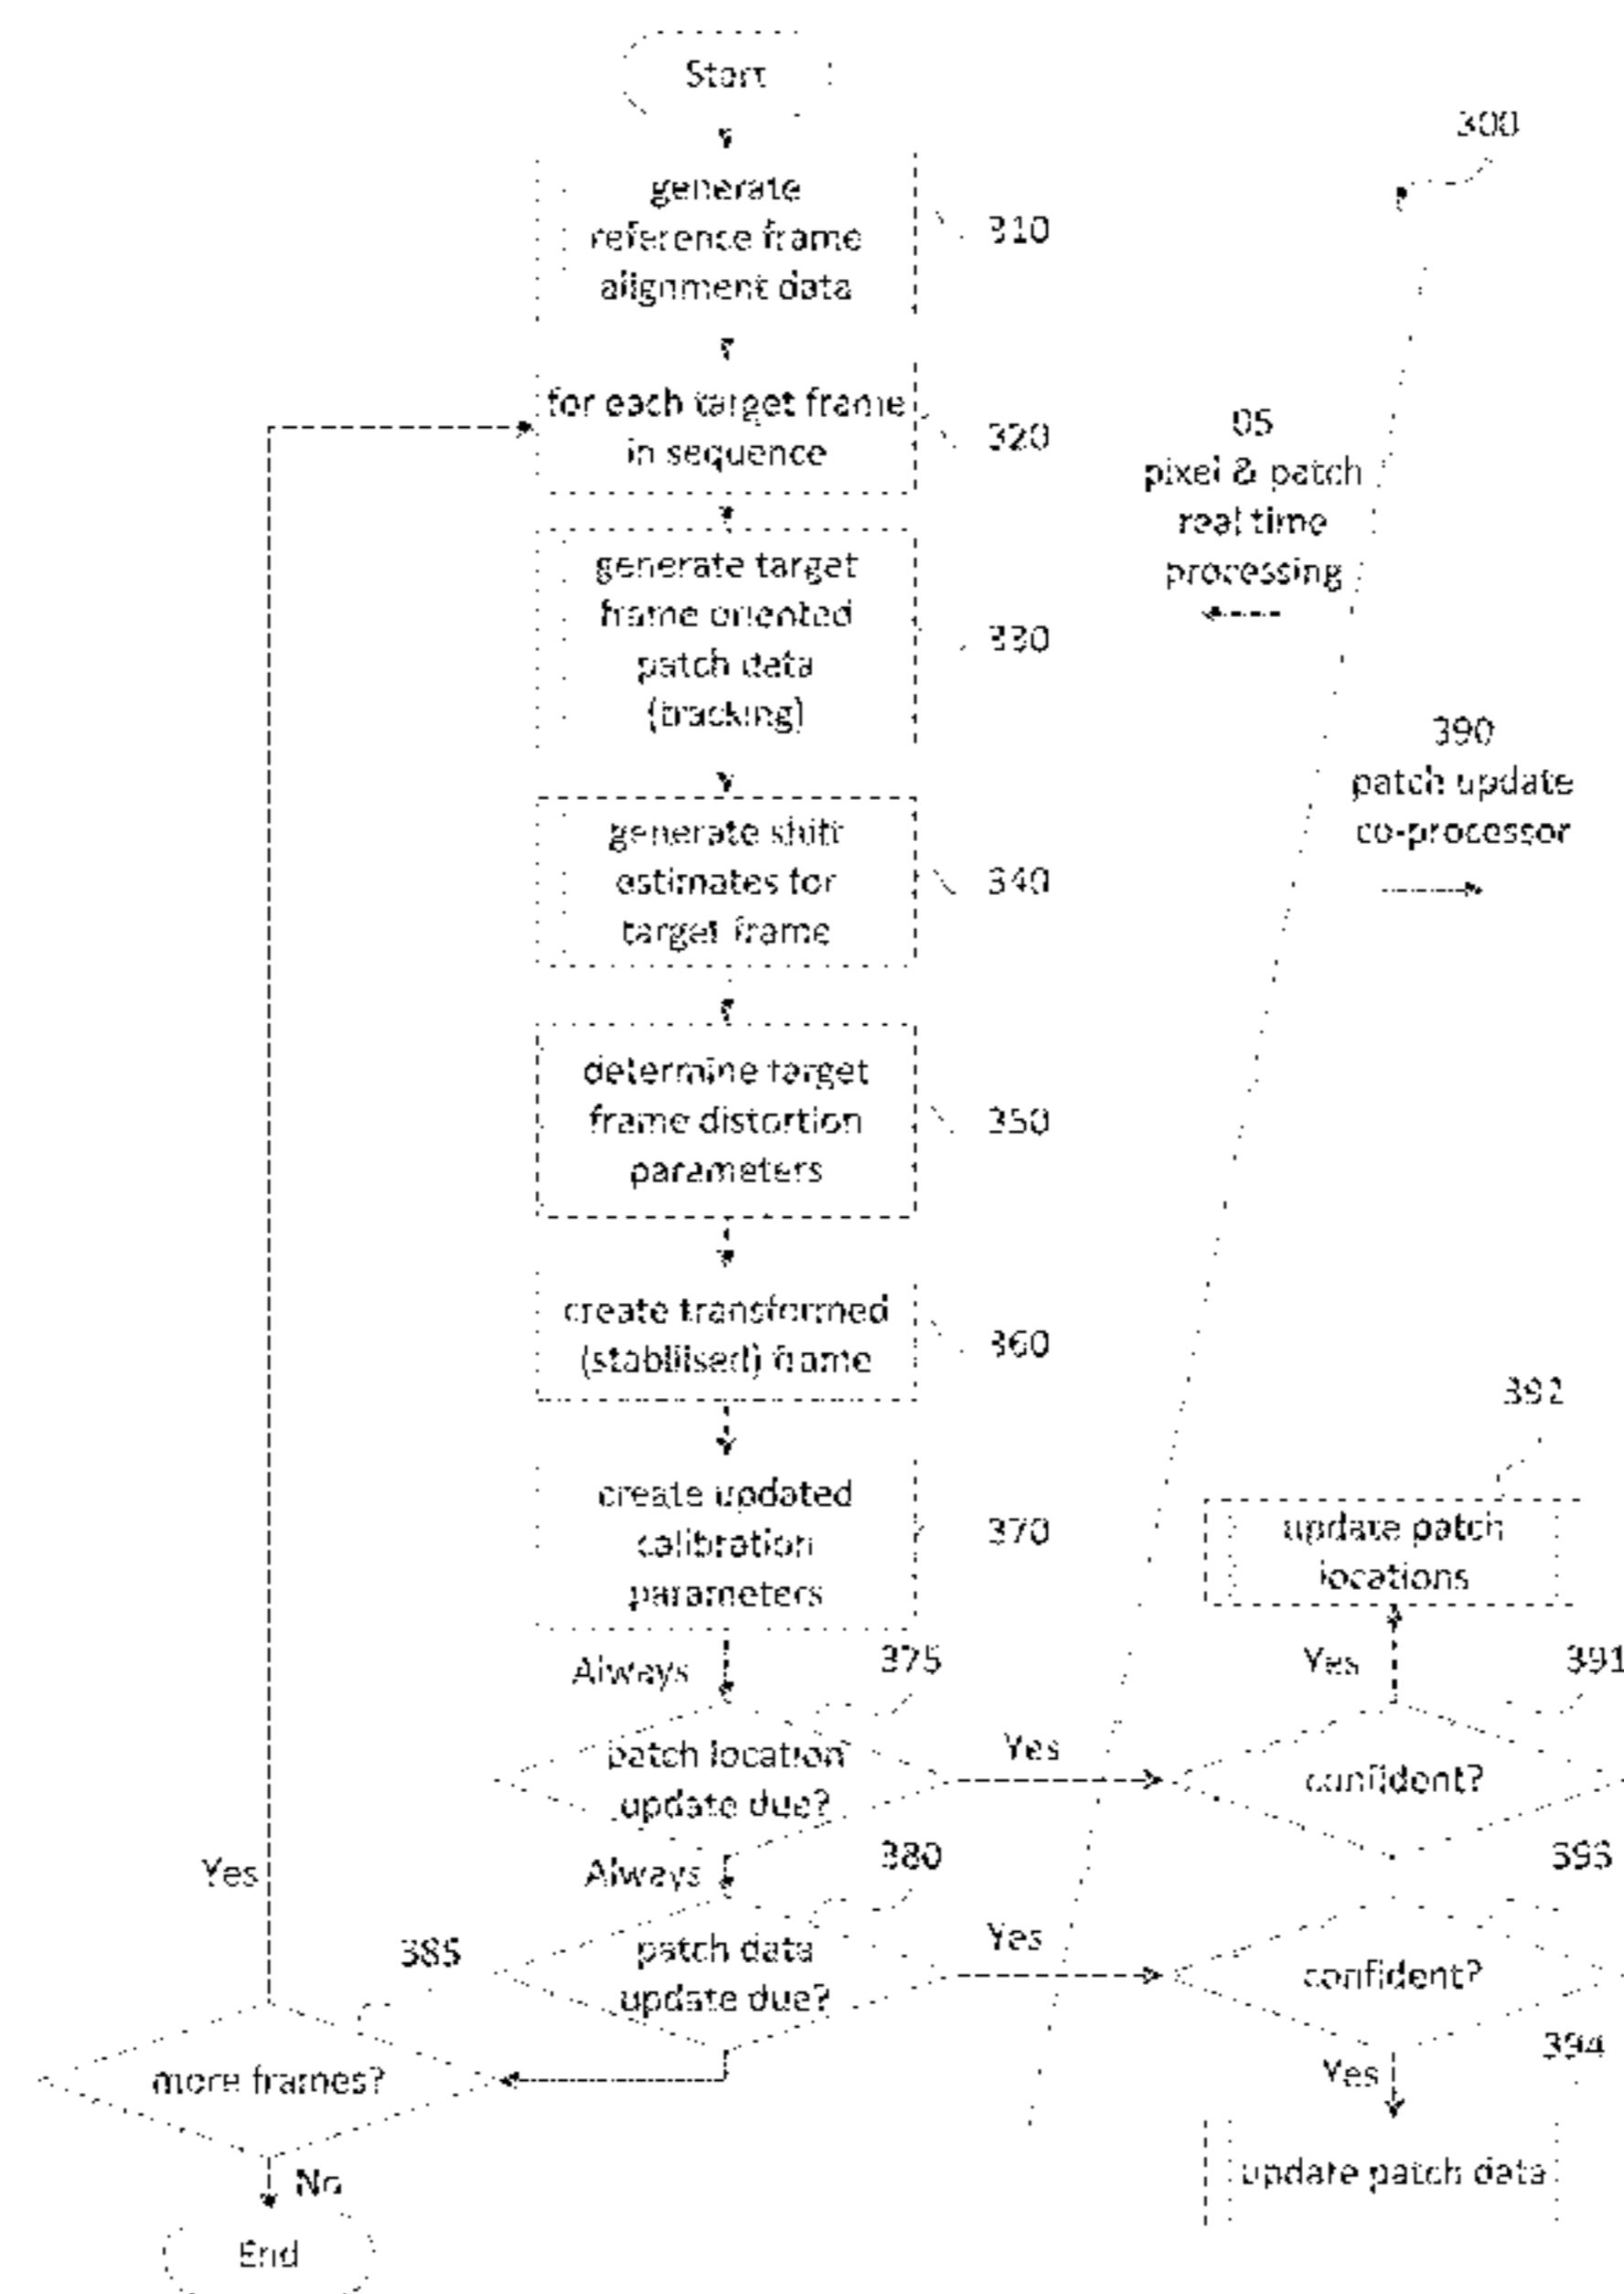 Start
300
generate
reference frame
alignment data
310
for each target frame
in sequence
320
05
pixel & patch
real time
processing
generate target
frame oriented
patch data
(tracking)
330
390
patch update
co-processor
generate shift
estimates for
target frame
340
determine target
frame distortion
parameters
350
create transformed
(stabilised) frame
360
392
create updated
calibration
parameters
370
update patch
locations
Always
375
Yes
391
patch location
update due?
Yes
confident?
Yes
Always
380
393
385
patch data
update due?
Yes
confident?
more frames?
394
Yes
No
update patch data
End